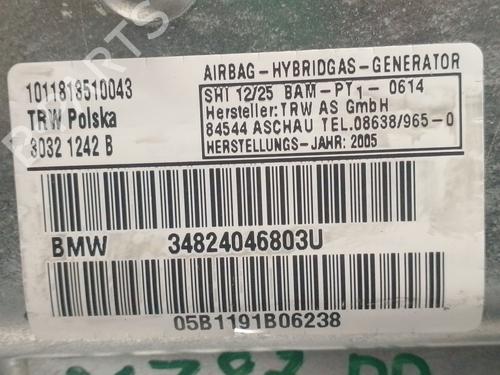 1011818510043
TRW Polska
3032 1242 B
AIRBAG-HYBRIDGAS-GENERATOR
SHI 12/25 BAM-PT1-0614
Hersteller: TRW AS GmbH
84544 ASCHAU TEL.08638/965-0
HERSTELLUNGS-JAHR: 2005
BMW 34824046803U
05B1191B06238